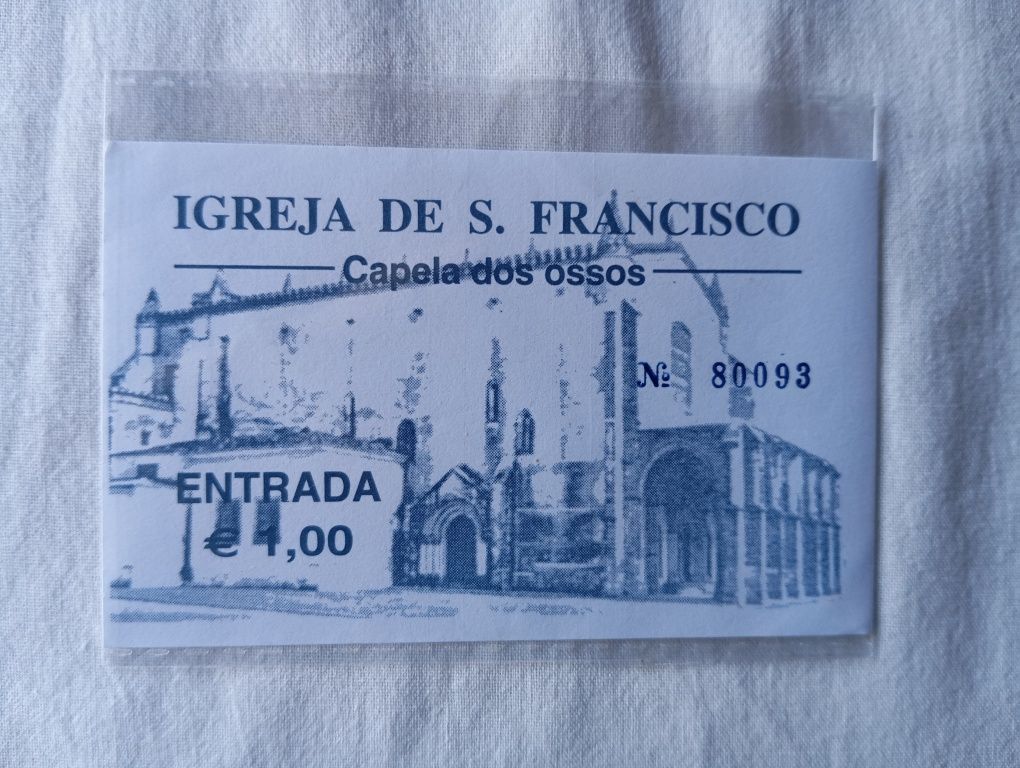 IGREJA DE S. FRANCISCO
Capela dos ossos
№ 80093
ENTRADA
€ 1,00